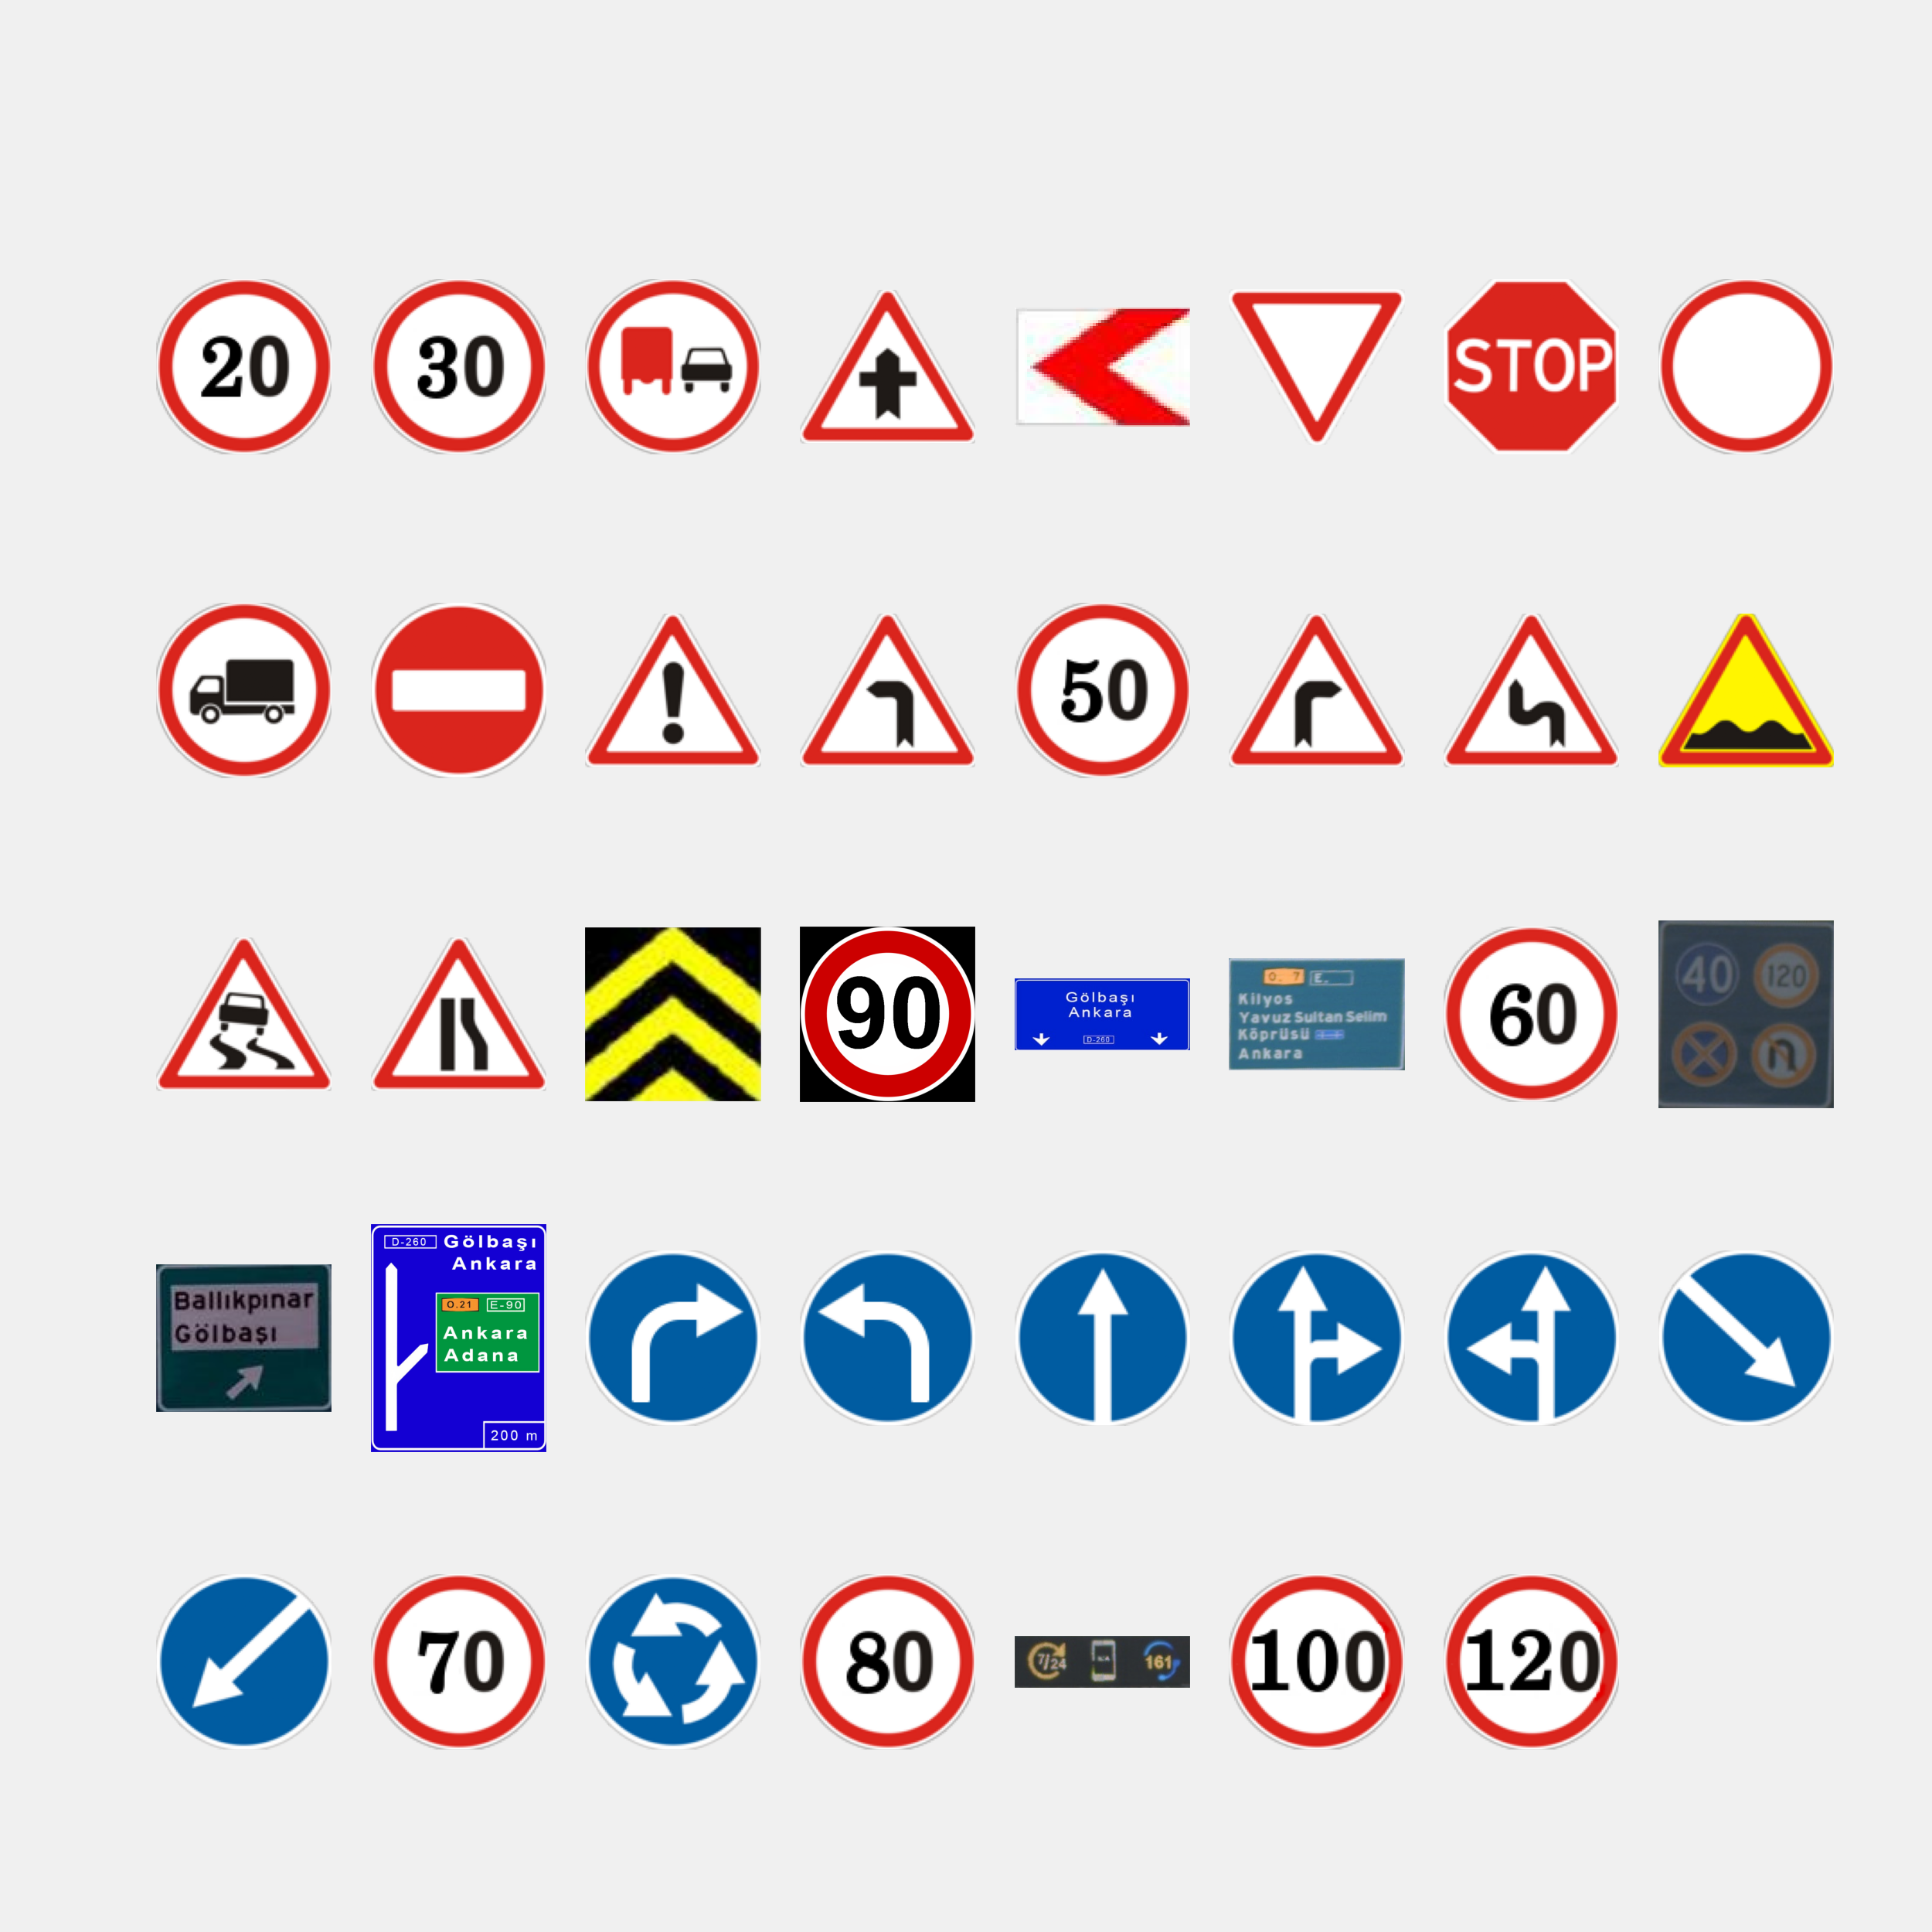 20
30
STOP
50
90
Gölbaşı
Ankara
D-260
O. 7 E.
Kilyos
Yavuz Sultan Selim
Köprüsü
Ankara
60
40 120
Ballıkpınar
Gölbaşı
D-260 Gölbaşı
Ankara
O.21 E-90
Ankara
Adana
200 m
70
80
7/24
161
100
120